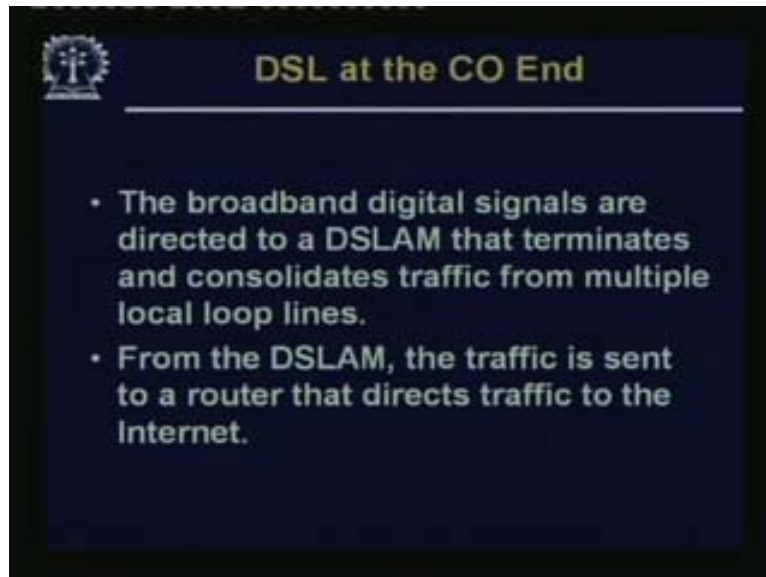 DSL at the CO End
• The broadband digital signals are
directed to a DSLAM that terminates
and consolidates traffic from multiple
local loop lines.
• From the DSLAM, the traffic is sent
to a router that directs traffic to the
Internet.